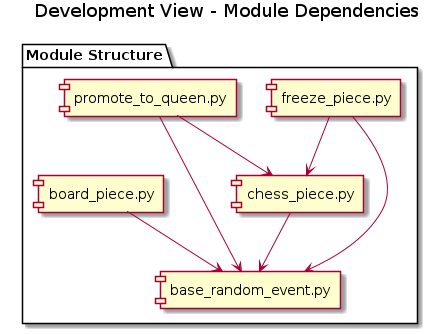 Development View - Module Dependencies
Module Structure
promote_to_queen.py
freeze_piece.py
board_piece.py
chess_piece.py
base_random_event.py